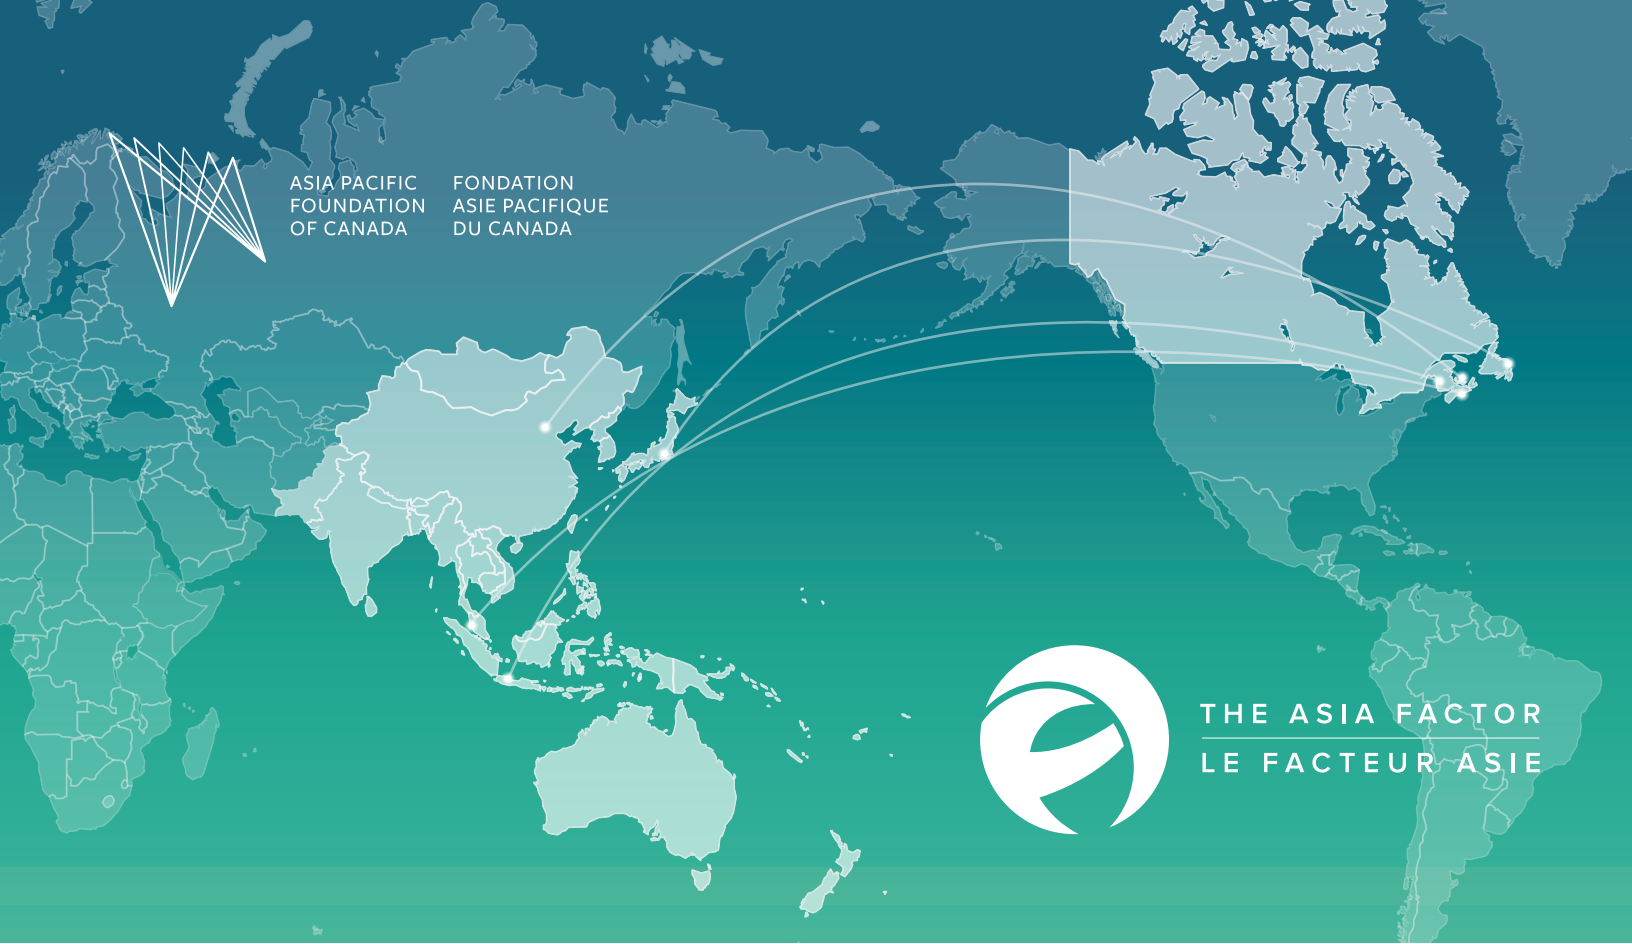 ASIA PACIFIC
FOUNDATION
OF CANADA
FONDATION
ASIE PACIFIQUE
DU CANADA
THE ASIA FACTOR
LE FACTEUR ASIE